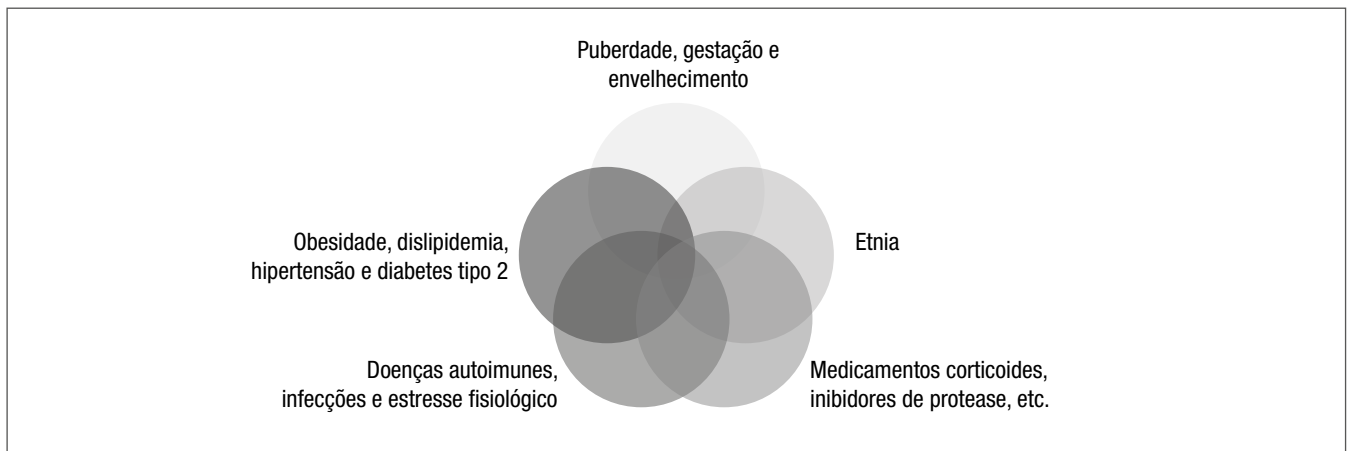 Puberdade, gestação e
envelhecimento
Obesidade, dislipidemia,
hipertensão e diabetes tipo 2
Etnia
Doenças autoimunes,
infecções e estresse fisiológico
Medicamentos corticoides,
inibidores de protease, etc.